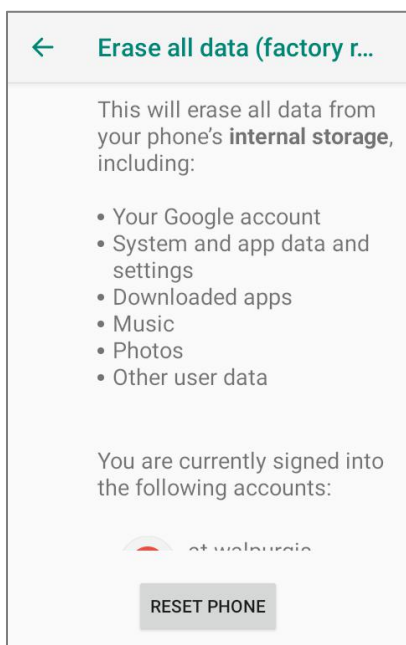 Erase all data (factory r...
This will erase all data from
your phone's internal storage,
including:
• Your Google account
• System and app data and
settings
• Downloaded apps
• Music
• Photos
• Other user data
You are currently signed into
the following accounts:
at walpurgis
RESET PHONE